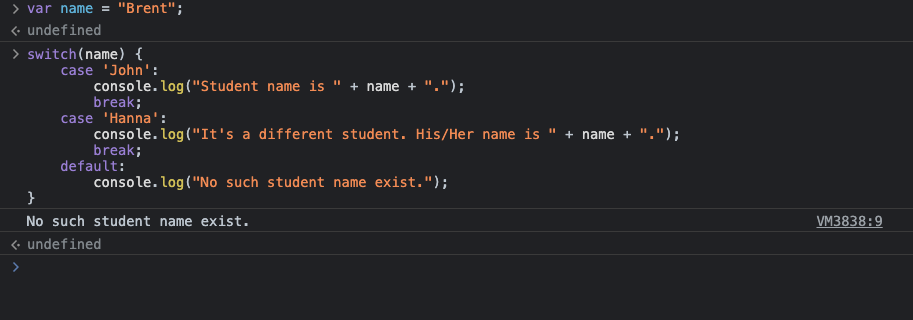 > var name = "Brent";
<· undefined
> switch(name) {
    case 'John':
        console.log("Student name is " + name + ".");
        break;
    case 'Hanna':
        console.log("It's a different student. His/Her name is " + name + ".");
        break;
    default:
        console.log("No such student name exist.");
}
No such student name exist. VM3838:9
<· undefined
>